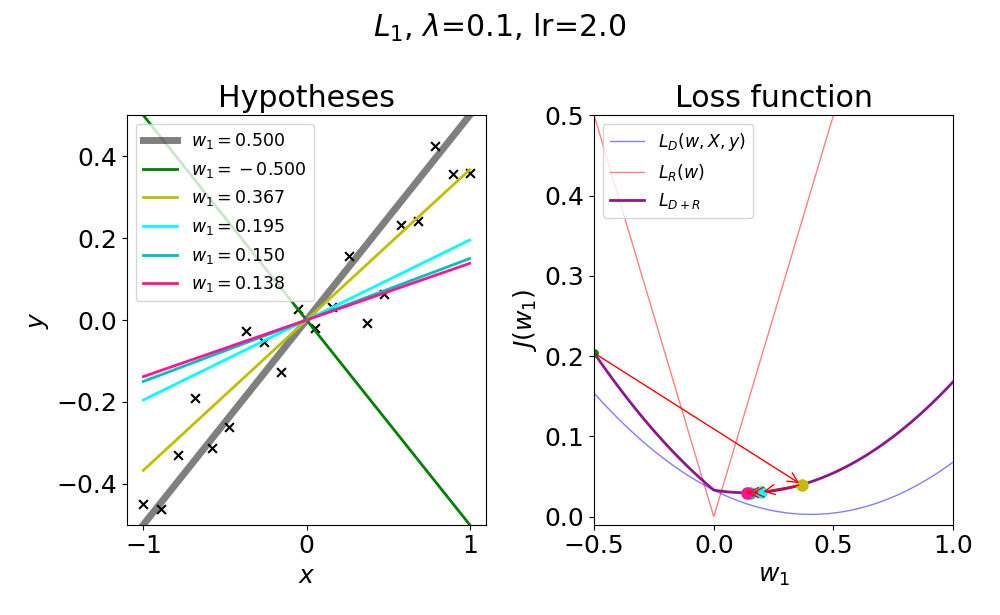 L₁, λ=0.1, lr=2.0
Hypotheses
w₁ = 0.500
w₁ = −0.500
w₁ = 0.367
w₁ = 0.195
w₁ = 0.150
w₁ = 0.138
0.4
0.2
0.0
−0.2
−0.4
y
−1
0
1
x
Loss function
L_D(w, X, y)
L_R(w)
L_{D+R}
0.5
0.4
0.3
0.2
0.1
0.0
J(w₁)
−0.5
0.0
0.5
1.0
w₁